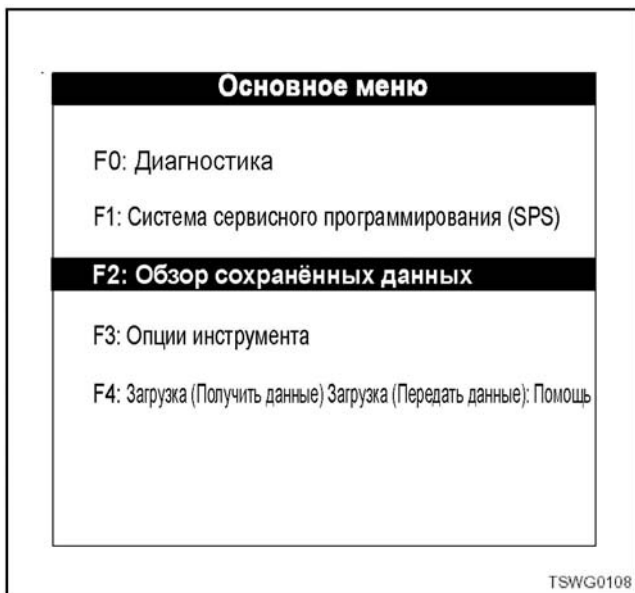 Основное меню
F0: Диагностика
F1: Система сервисного программирования (SPS)
F2: Обзор сохранённых данных
F3: Опции инструмента
F4: Загрузка (Получить данные) Загрузка (Передать данные): Помощь
TSWG0108